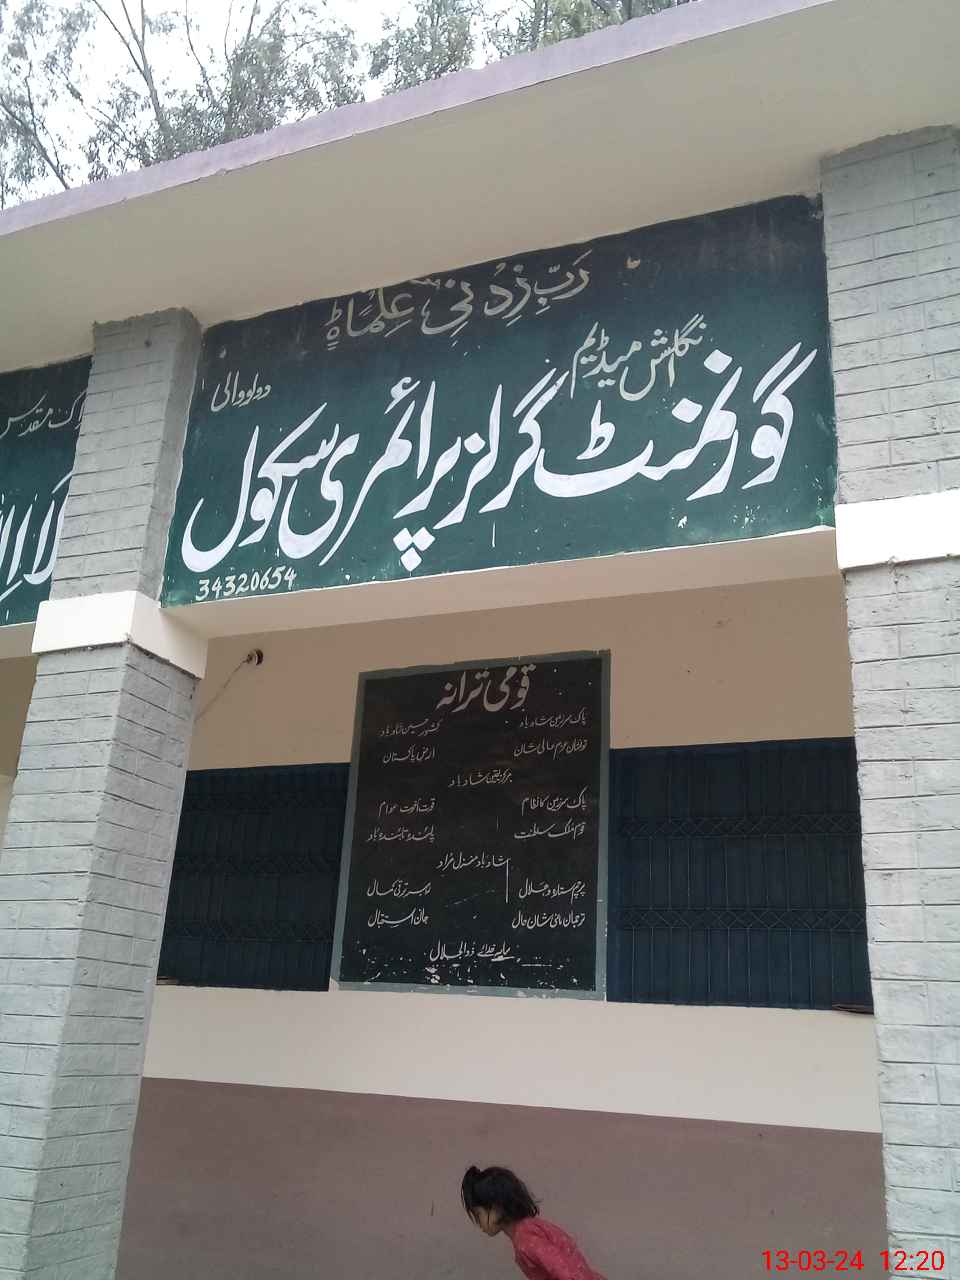 رَبِّ زِدْنِی عِلْمًا
انگلش میڈیم
گورنمنٹ گرلز پرائمری سکول
دولووالی
34320654
قومی ترانہ
پاک سرزمین شاد باد کشور حسین شاد باد
تو نشان عزم عالی شان ارض پاکستان
مرکز یقین شاد باد
پاک سرزمین کا نظام قوت اخوت عوام
قوم ملک سلطنت پائندہ تابندہ باد
شاد باد منزل مراد
پرچم ستارہ و ہلال رہبر ترقی کمال
ترجمان ماضی شان حال جان استقبال
سایہ خدائے ذوالجلال
مقدس
13-03-24 12:20